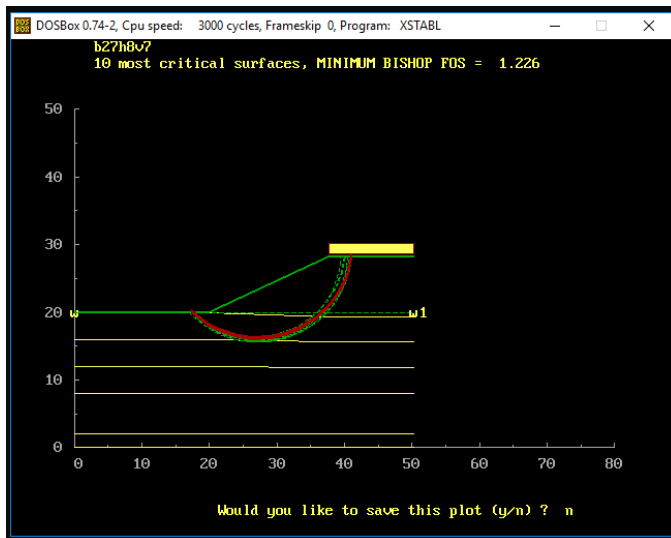 DOSBox 0.74-2, Cpu speed: 3000 cycles, Frameskip 0, Program: XSTABL
b27h8v7
10 most critical surfaces, MINIMUM BISHOP FOS = 1.226
50
40
30
20
w
w1
10
0
0 10 20 30 40 50 60 70 80
Would you like to save this plot (y/n) ? n